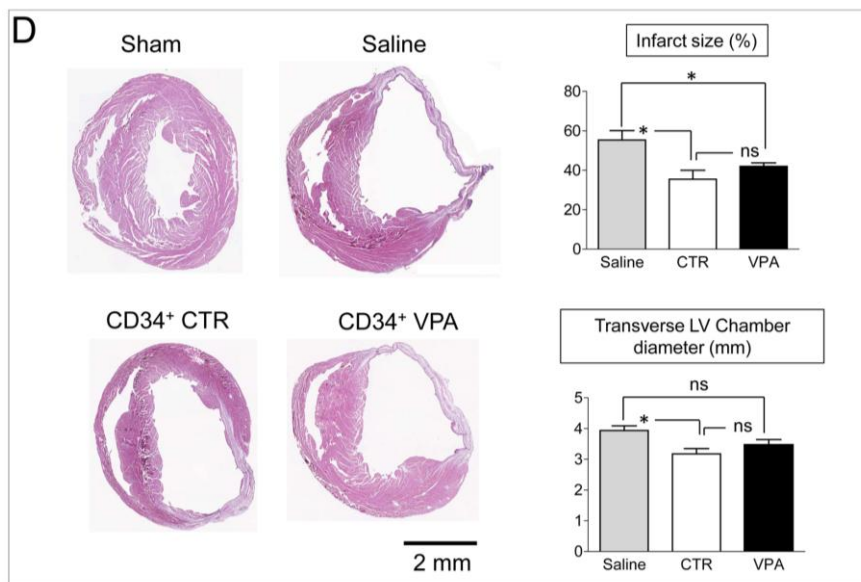 D
Sham
Saline
CD34⁺ CTR
CD34⁺ VPA
2 mm
Infarct size (%)
*
* ns
80
60
40
20
0
Saline CTR VPA
Transverse LV Chamber
diameter (mm)
ns
* ns
5
4
3
2
1
0
Saline CTR VPA